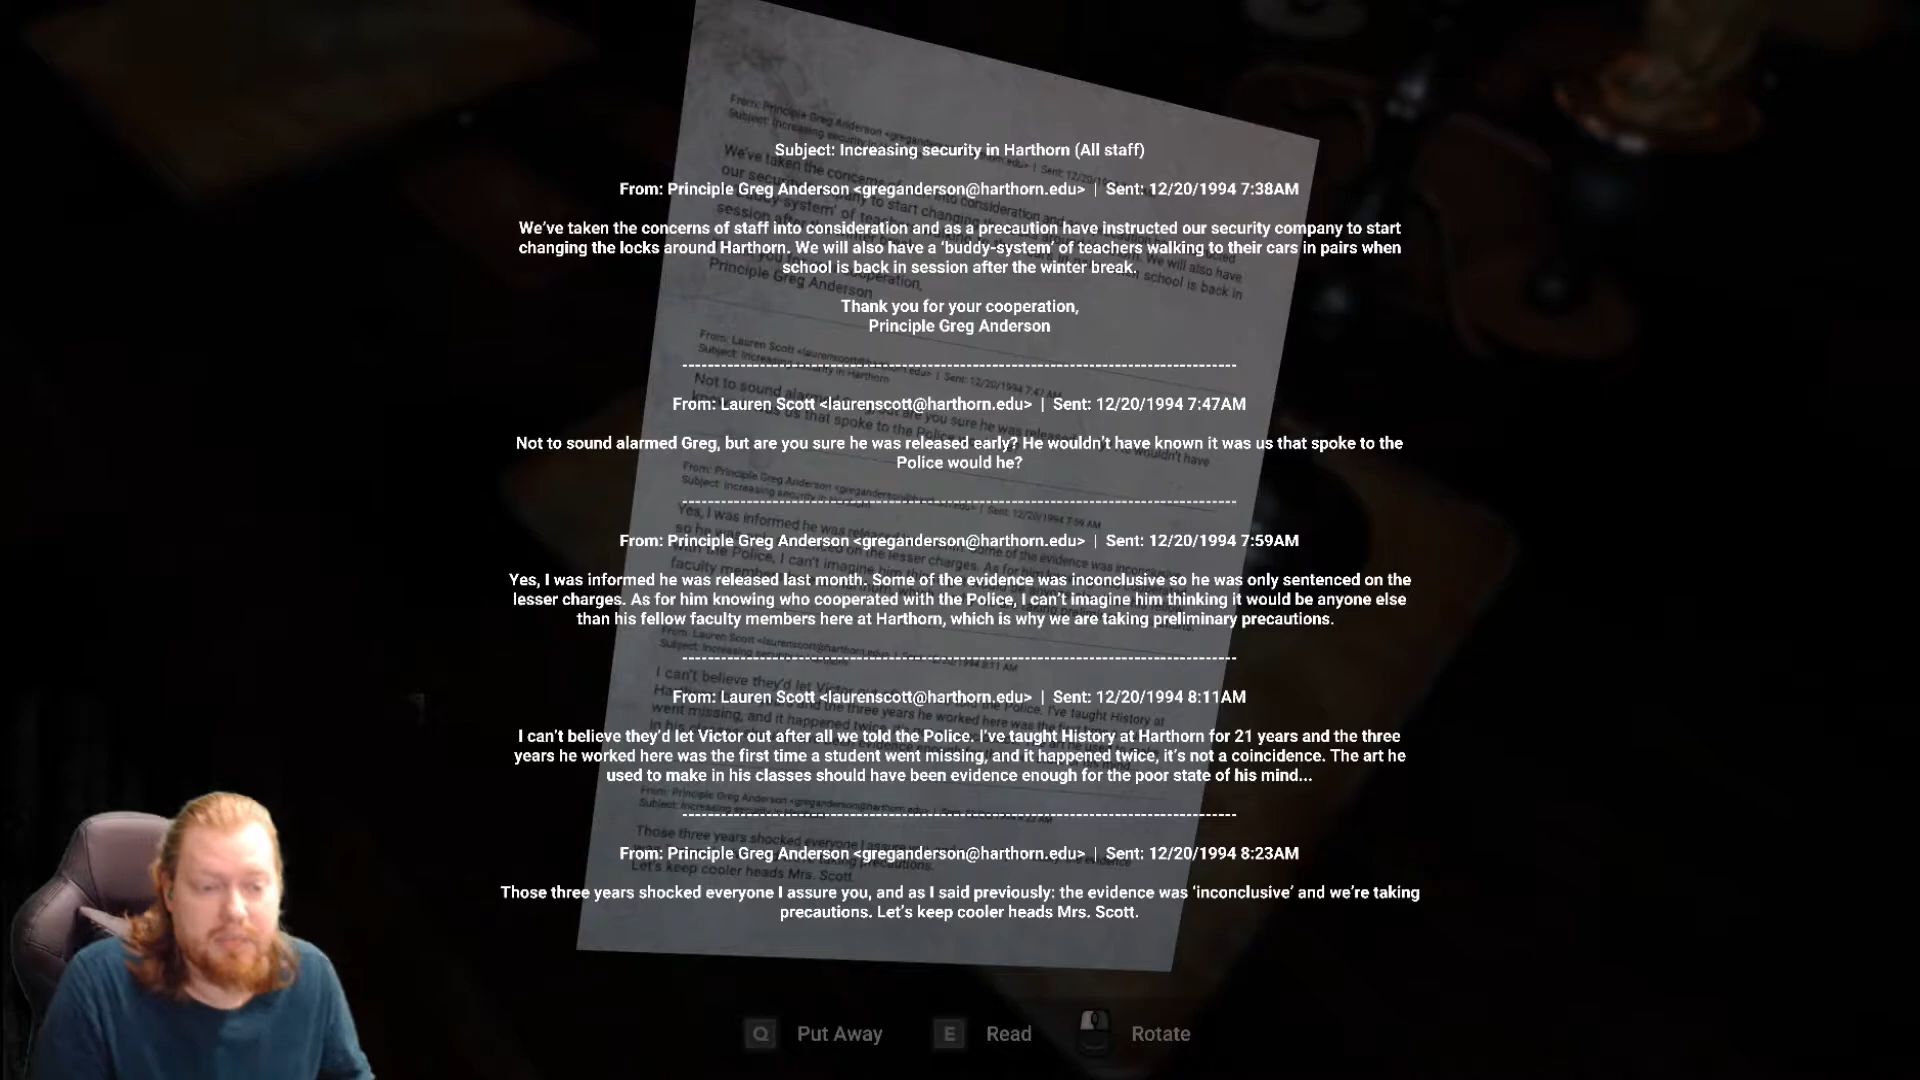 Subject: Increasing security in Harthorn (All staff)
From: Principle Greg Anderson <greganderson@harthorn.edu> | Sent: 12/20/1994 7:38AM
We've taken the concerns of staff into consideration and as a precaution have instructed our security company to start
changing the locks around Harthorn. We will also have a ‘buddy-system’ of teachers walking to their cars in pairs when
school is back in session after the winter break.
Thank you for your cooperation,
Principle Greg Anderson
From: Lauren Scott <laurenscott@harthorn.edu> | Sent: 12/20/1994 7:47AM
Not to sound alarmed Greg, but are you sure he was released early? He wouldn't have known it was us that spoke to the
Police would he?
From: Principle Greg Anderson <greganderson@harthorn.edu> | Sent: 12/20/1994 7:59AM
Yes, I was informed he was released last month. Some of the evidence was inconclusive so he was only sentenced on the
lesser charges. As for him knowing who cooperated with the Police, I can't imagine him thinking it would be anyone else
than his fellow faculty members here at Harthorn, which is why we are taking preliminary precautions.
From: Lauren Scott <laurenscott@harthorn.edu> | Sent: 12/20/1994 8:11AM
I can't believe they'd let Victor out after all we told the Police. I've taught History at Harthorn for 21 years and the three
years he worked here was the first time a student went missing, and it happened twice, it's not a coincidence. The art he
used to make in his classes should have been evidence enough for the poor state of his mind...
From: Principle Greg Anderson <greganderson@harthorn.edu> | Sent: 12/20/1994 8:23AM
Those three years shocked everyone I assure you, and as I said previously: the evidence was ‘inconclusive’ and we're taking
precautions. Let's keep cooler heads Mrs. Scott.
Q Put Away E Read Rotate